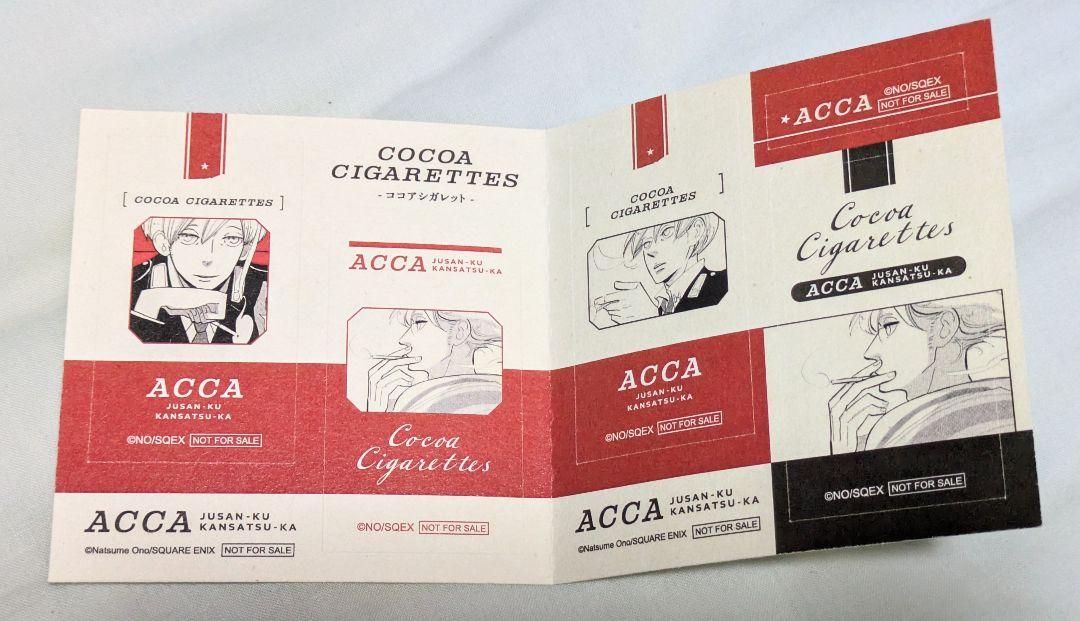 [ COCOA CIGARETTES ]
ACCA
JUSAN-KU
KANSATSU-KA
©NO/SQEX NOT FOR SALE
ACCA JUSAN-KU
KANSATSU-KA
©Natsume Ono/SQUARE ENIX NOT FOR SALE
COCOA
CIGARETTES
- ココアシガレット -
ACCA JUSAN-KU
KANSATSU-KA
Cocoa
Cigarettes
©NO/SQEX NOT FOR SALE
[ COCOA
CIGARETTES ]
ACCA
JUSAN-KU
KANSATSU-KA
©NO/SQEX NOT FOR SALE
ACCA JUSAN-KU
KANSATSU-KA
©Natsume Ono/SQUARE ENIX NOT FOR SALE
★ACCA ©NO/SQEX
NOT FOR SALE
Cocoa
Cigarettes
ACCA JUSAN-KU
KANSATSU-KA
©NO/SQEX NOT FOR SALE